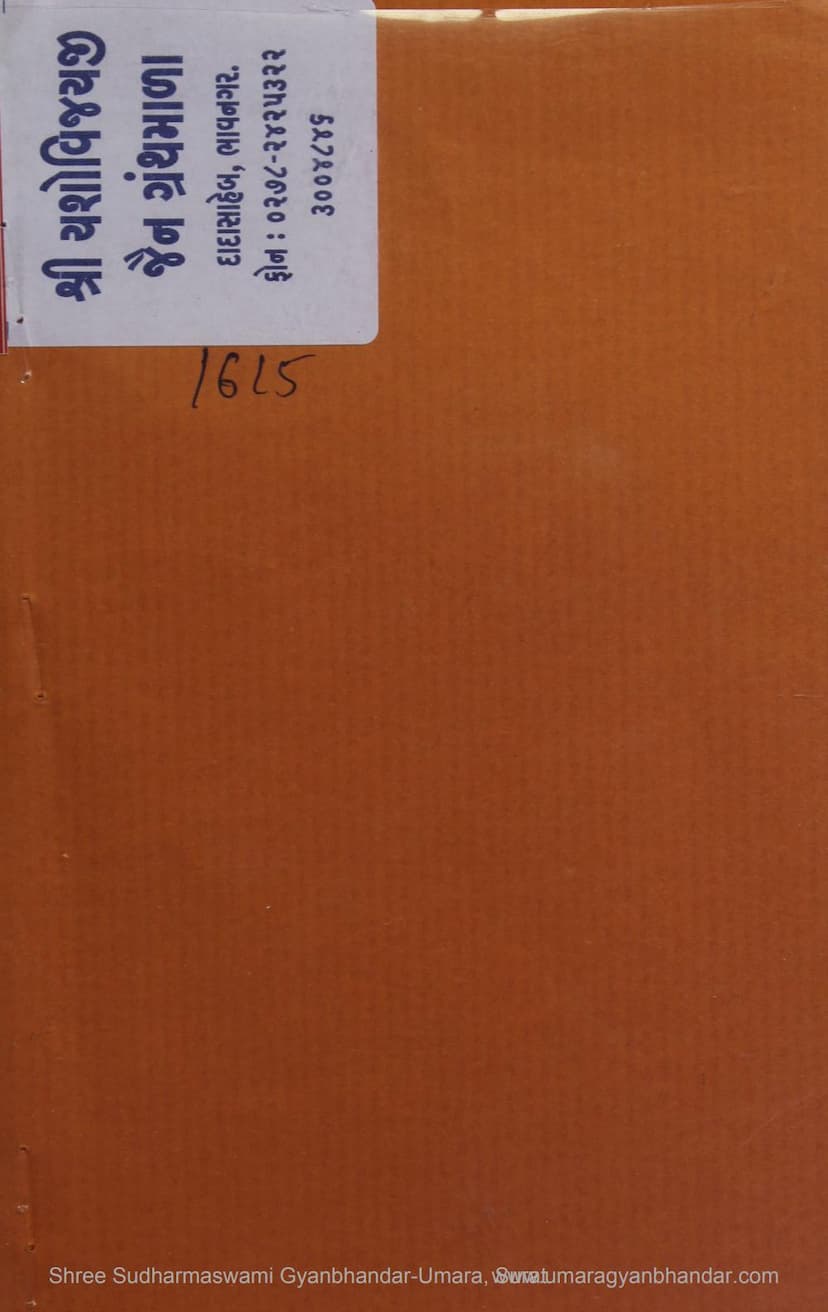 શ્રી યશોવિજયજી
જૈન ગ્રંથમાળા
દાદાસાહેબ, ભાવનગર.
ફોન : ૦૨૭૮-૨૪૨૫૩૨૨
૩૦૦૪૮૪૬
1615
Shree Sudharmaswami Gyanbhandar-Umara, Surat
www.umaragyanbhandar.com